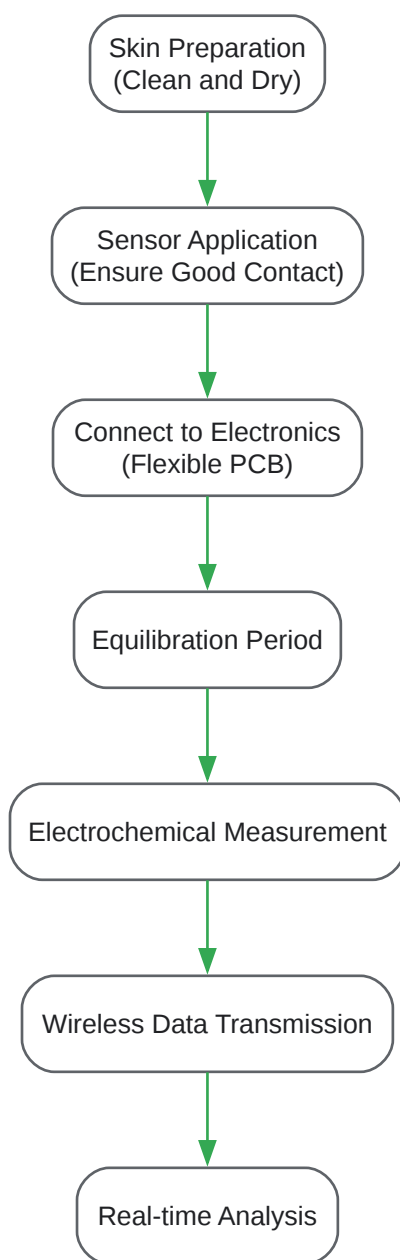 Skin Preparation
(Clean and Dry)
Sensor Application
(Ensure Good Contact)
Connect to Electronics
(Flexible PCB)
Equilibration Period
Electrochemical Measurement
Wireless Data Transmission
Real-time Analysis